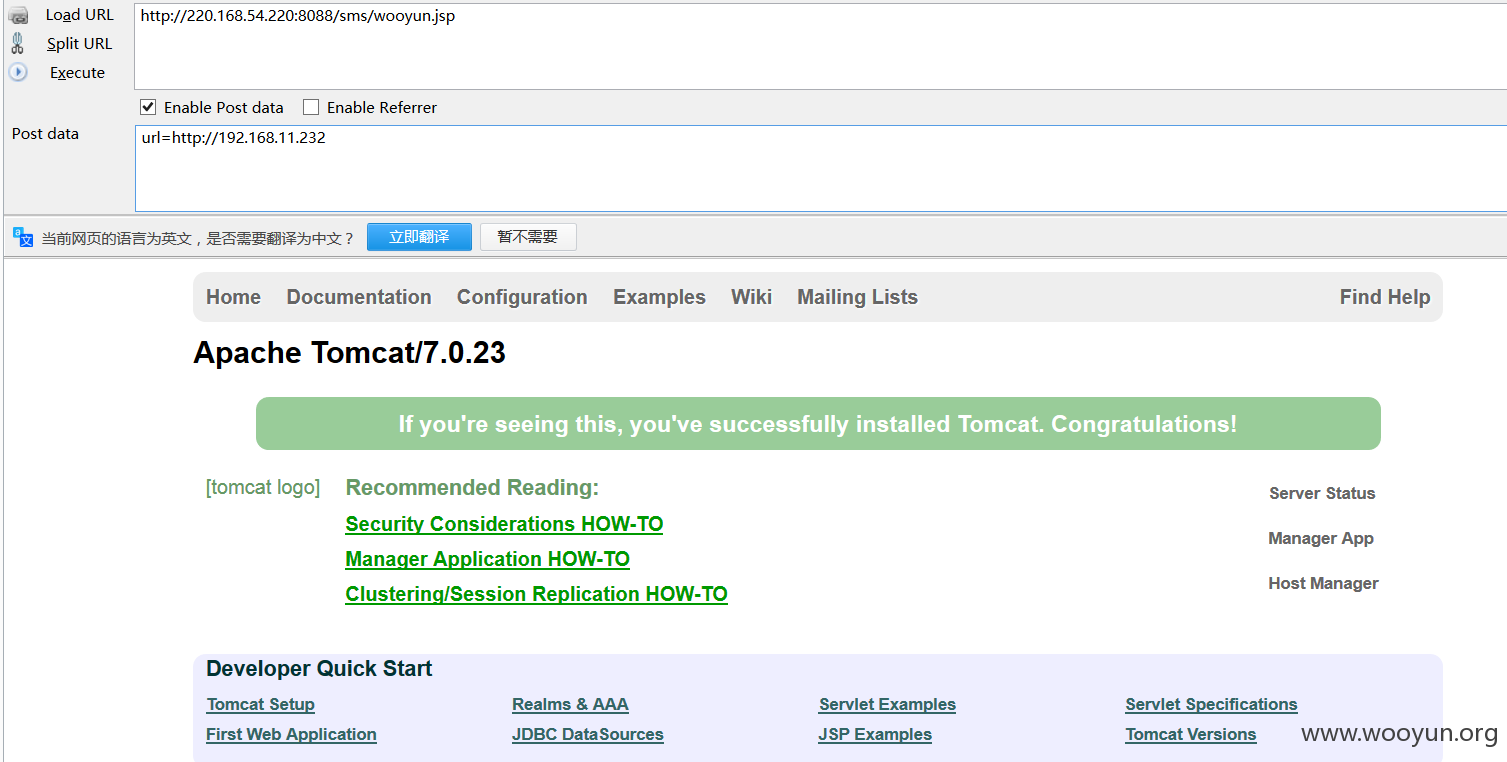 Load URL
http://220.168.54.220:8088/sms/wooyun.jsp
Split URL
Execute
Enable Post data
Enable Referrer
Post data
url=http://192.168.11.232
当前网页的语言为英文，是否需要翻译为中文？
立即翻译
暂不需要
Home Documentation Configuration Examples Wiki Mailing Lists Find Help
Apache Tomcat/7.0.23
If you're seeing this, you've successfully installed Tomcat. Congratulations!
[tomcat logo]
Recommended Reading:
Security Considerations HOW-TO
Manager Application HOW-TO
Clustering/Session Replication HOW-TO
Server Status
Manager App
Host Manager
Developer Quick Start
Tomcat Setup Realms & AAA Servlet Examples Servlet Specifications
First Web Application JDBC DataSources JSP Examples Tomcat Versions
www.wooyun.org